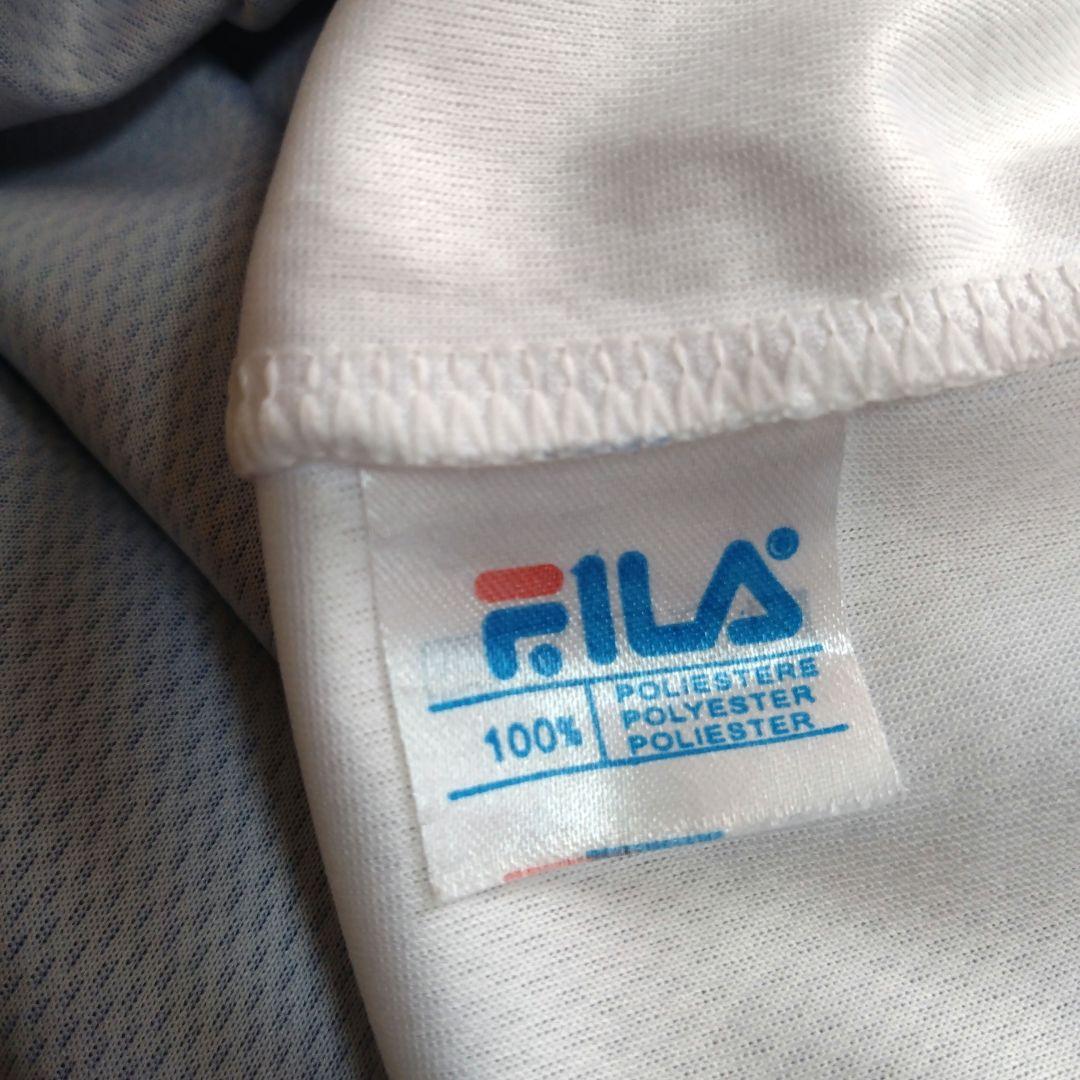 FILA
100%
POLIESTERE
POLYESTER
POLIESTER